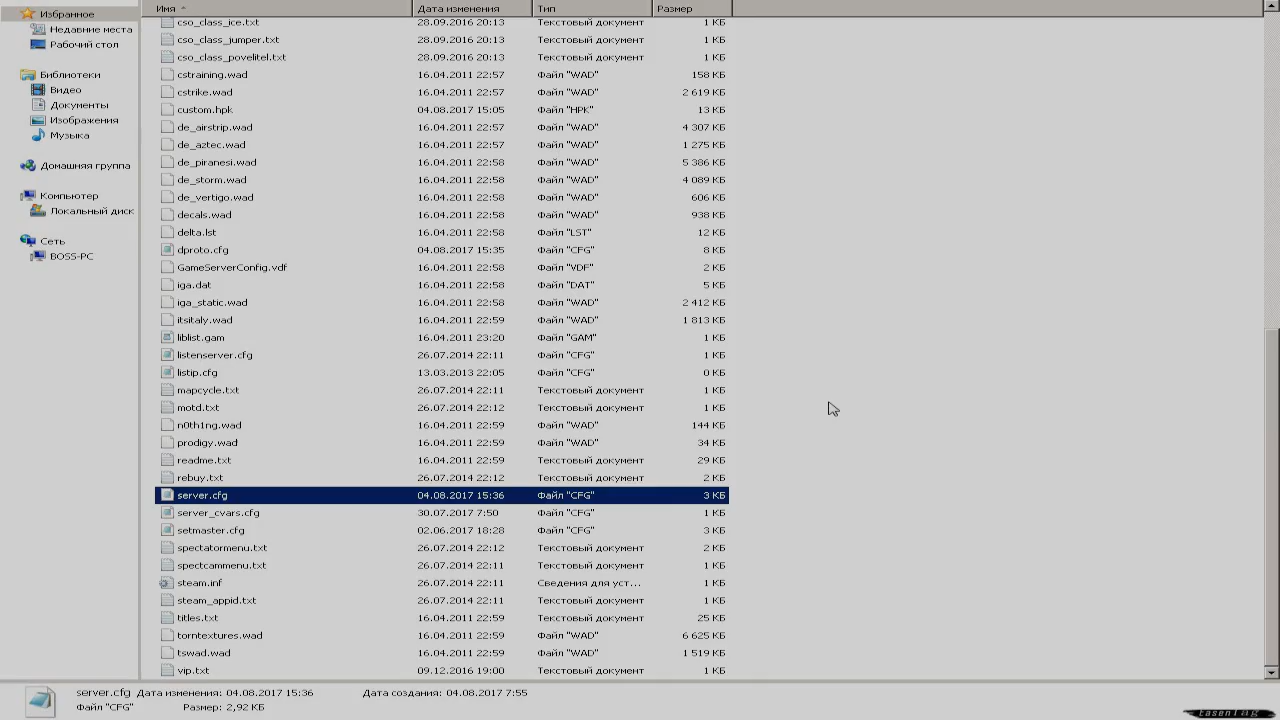 Избранное
Недавние места
Рабочий стол
Библиотеки
Видео
Документы
Изображения
Музыка
Домашняя группа
Компьютер
Локальный диск
Сеть
BOSS-PC
Имя Дата изменения Тип Размер
cso_class_ice.txt 28.09.2016 20:13 Текстовый документ 1 КБ
cso_class_jumper.txt 28.09.2016 20:13 Текстовый документ 1 КБ
cso_class_povelitel.txt 28.09.2016 20:13 Текстовый документ 1 КБ
cstraining.wad 16.04.2011 22:57 Файл "WAD" 158 КБ
cstrike.wad 16.04.2011 22:57 Файл "WAD" 2 619 КБ
custom.hpk 04.08.2017 15:05 Файл "HPK" 13 КБ
de_airstrip.wad 16.04.2011 22:57 Файл "WAD" 4 307 КБ
de_aztec.wad 16.04.2011 22:57 Файл "WAD" 1 275 КБ
de_piranesi.wad 16.04.2011 22:58 Файл "WAD" 5 386 КБ
de_storm.wad 16.04.2011 22:58 Файл "WAD" 4 089 КБ
de_vertigo.wad 16.04.2011 22:58 Файл "WAD" 606 КБ
decals.wad 16.04.2011 22:58 Файл "WAD" 938 КБ
delta.lst 16.04.2011 22:58 Файл "LST" 12 КБ
dproto.cfg 04.08.2017 15:35 Файл "CFG" 8 КБ
GameServerConfig.vdf 16.04.2011 22:58 Файл "VDF" 2 КБ
iga.dat 16.04.2011 22:58 Файл "DAT" 5 КБ
iga_static.wad 16.04.2011 22:58 Файл "WAD" 2 412 КБ
itsitaly.wad 16.04.2011 22:59 Файл "WAD" 1 813 КБ
liblist.gam 16.04.2011 23:20 Файл "GAM" 1 КБ
listenserver.cfg 26.07.2014 22:11 Файл "CFG" 1 КБ
listip.cfg 13.03.2013 22:05 Файл "CFG" 0 КБ
mapcycle.txt 26.07.2014 22:11 Текстовый документ 1 КБ
motd.txt 26.07.2014 22:12 Текстовый документ 1 КБ
n0th1ng.wad 16.04.2011 22:59 Файл "WAD" 144 КБ
prodigy.wad 16.04.2011 22:59 Файл "WAD" 34 КБ
readme.txt 16.04.2011 22:59 Текстовый документ 29 КБ
rebuy.txt 26.07.2014 22:12 Текстовый документ 2 КБ
server.cfg 04.08.2017 15:36 Файл "CFG" 3 КБ
server_cvars.cfg 30.07.2017 7:50 Файл "CFG" 1 КБ
setmaster.cfg 02.06.2017 18:28 Файл "CFG" 3 КБ
spectatormenu.txt 26.07.2014 22:12 Текстовый документ 2 КБ
spectcammenu.txt 26.07.2014 22:11 Текстовый документ 1 КБ
steam.inf 26.07.2014 22:11 Сведения для уст... 1 КБ
steam_appid.txt 26.07.2014 22:11 Текстовый документ 1 КБ
titles.txt 16.04.2011 22:59 Текстовый документ 25 КБ
torntextures.wad 16.04.2011 22:59 Файл "WAD" 6 625 КБ
tswad.wad 16.04.2011 22:59 Файл "WAD" 1 519 КБ
vip.txt 09.12.2016 19:00 Текстовый документ 1 КБ
server.cfg Дата изменения: 04.08.2017 15:36 Дата создания: 04.08.2017 7:55
Файл "CFG" Размер: 2,92 КБ